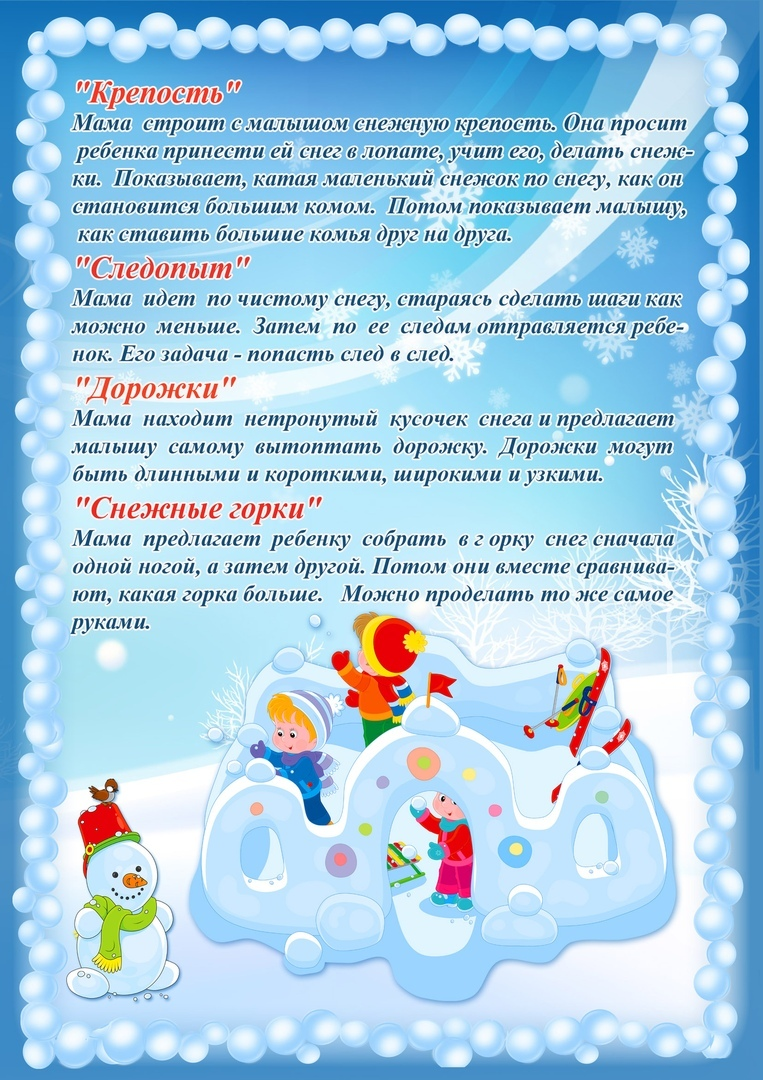 "Крепость"
Мама строит с малышом снежную крепость. Она просит
ребенка принести ей снег в лопате, учит его, делать снеж-
ки. Показывает, катая маленький снежок по снегу, как он
становится большим комом. Потом показывает малышу,
как ставить большие комья друг на друга.
"Следопыт"
Мама идет по чистому снегу, стараясь сделать шаги как
можно меньше. Затем по ее следам отправляется ребе-
нок. Его задача - попасть след в след.
"Дорожки"
Мама находит нетронутый кусочек снега и предлагает
малышу самому вытоптать дорожку. Дорожки могут
быть длинными и короткими, широкими и узкими.
"Снежные горки"
Мама предлагает ребенку собрать в г орку снег сначала
одной ногой, а затем другой. Потом они вместе сравнива-
ют, какая горка больше. Можно проделать то же самое
руками.